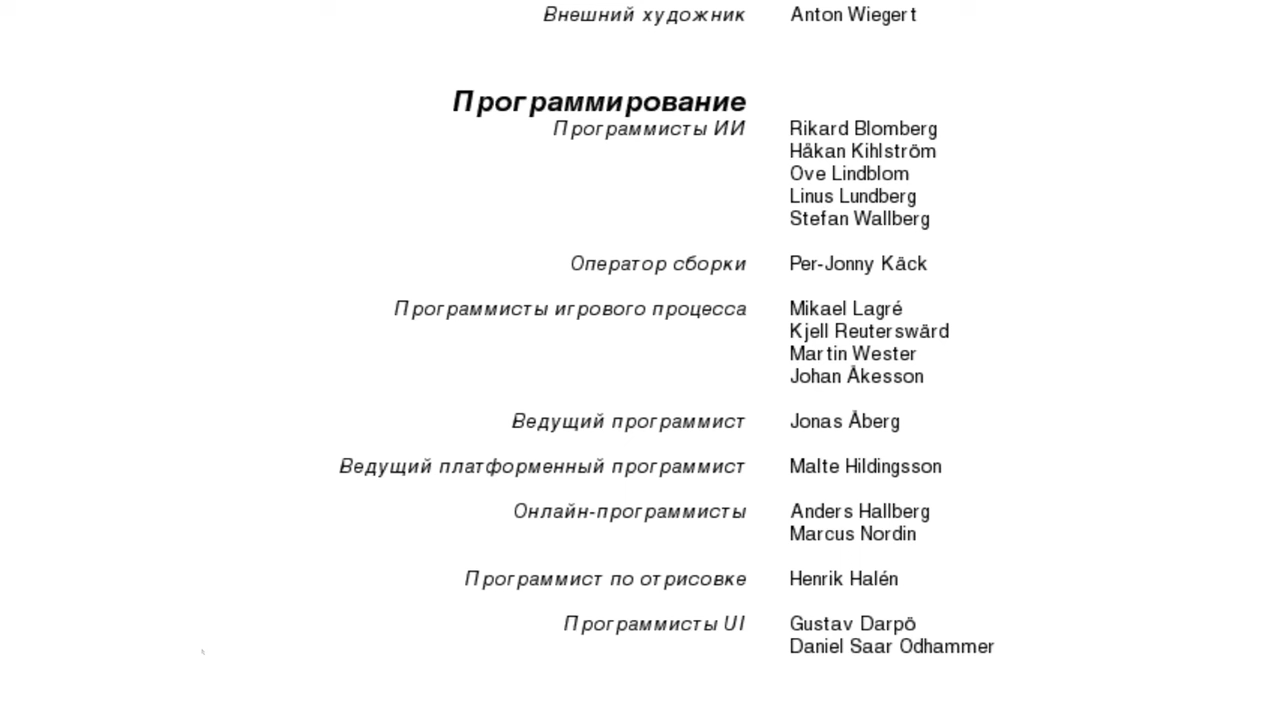 Внешний художник Anton Wiegert
Программирование
Программисты ИИ Rikard Blomberg
Håkan Kihlström
Ove Lindblom
Linus Lundberg
Stefan Wallberg
Оператор сборки Per-Jonny Käck
Программисты игрового процесса Mikael Lagré
Kjell Reuterswärd
Martin Wester
Johan Åkesson
Ведущий программист Jonas Åberg
Ведущий платформенный программист Malte Hildingsson
Онлайн-программисты Anders Hallberg
Marcus Nordin
Программист по отрисовке Henrik Halén
Программисты UI Gustav Darpö
Daniel Saar Odhammer